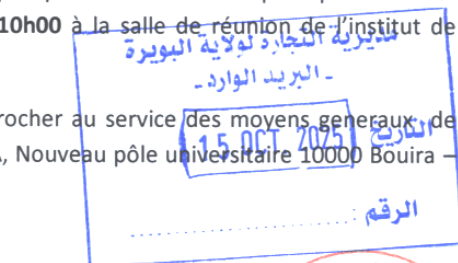 10h00 à la salle de réunion de l'institut de
مديرية التجارة لولاية البويرة
- البريد الوارد -
rocher au service des moyens generaux de
التاريخ 15 OCT 2025
, Nouveau pôle universitaire 10000 Bouira –
الرقم :